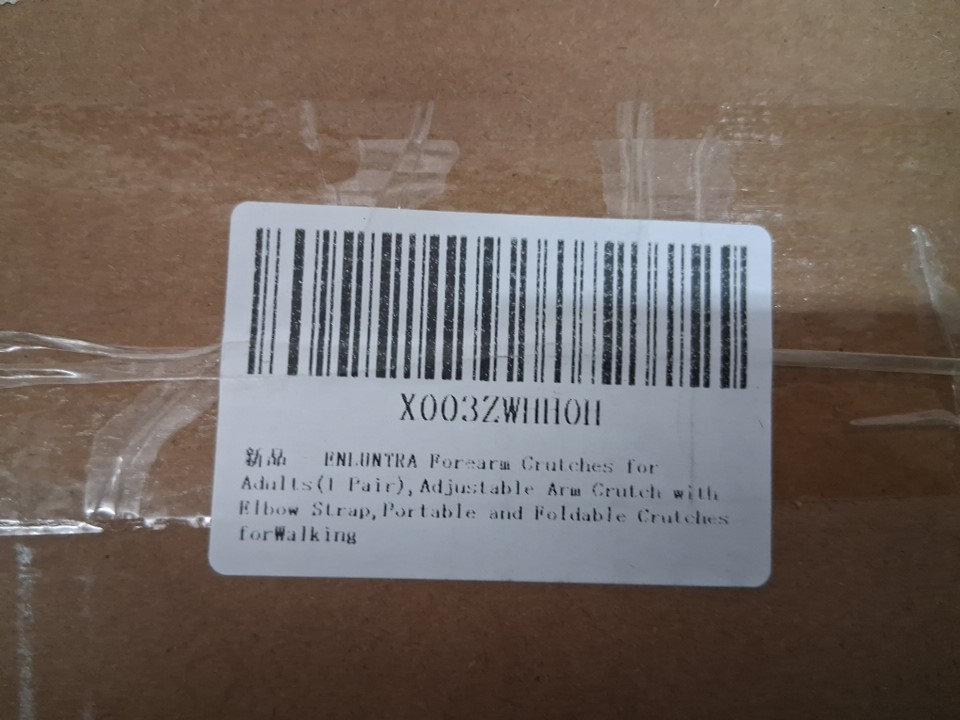 X003ZWHH0H
新品 ENLUNTRA Forearm Crutches for
Adults(1 Pair),Adjustable Arm Crutch with
Elbow Strap,Portable and Foldable Crutches
forWalking